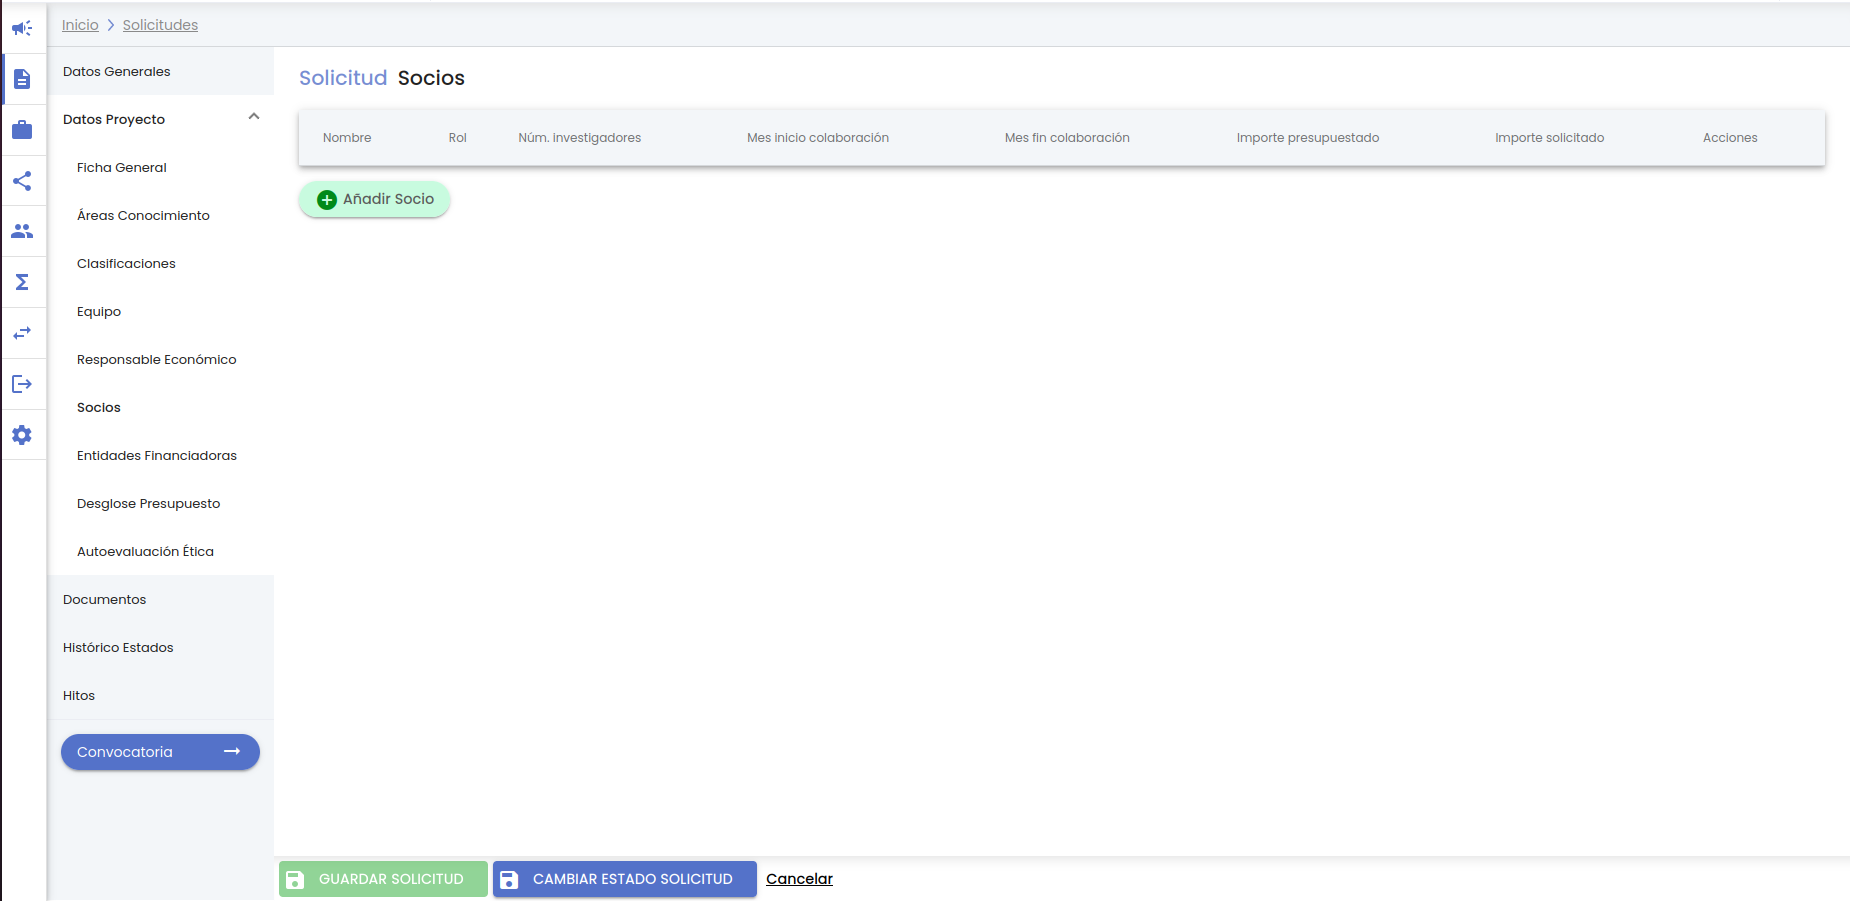 Inicio > Solicitudes
Datos Generales
Datos Proyecto
Ficha General
Áreas Conocimiento
Clasificaciones
Equipo
Responsable Económico
Socios
Entidades Financiadoras
Desglose Presupuesto
Autoevaluación Ética
Documentos
Histórico Estados
Hitos
Convocatoria
Solicitud Socios
Nombre Rol Núm. investigadores Mes inicio colaboración Mes fin colaboración Importe presupuestado Importe solicitado Acciones
Añadir Socio
GUARDAR SOLICITUD CAMBIAR ESTADO SOLICITUD Cancelar